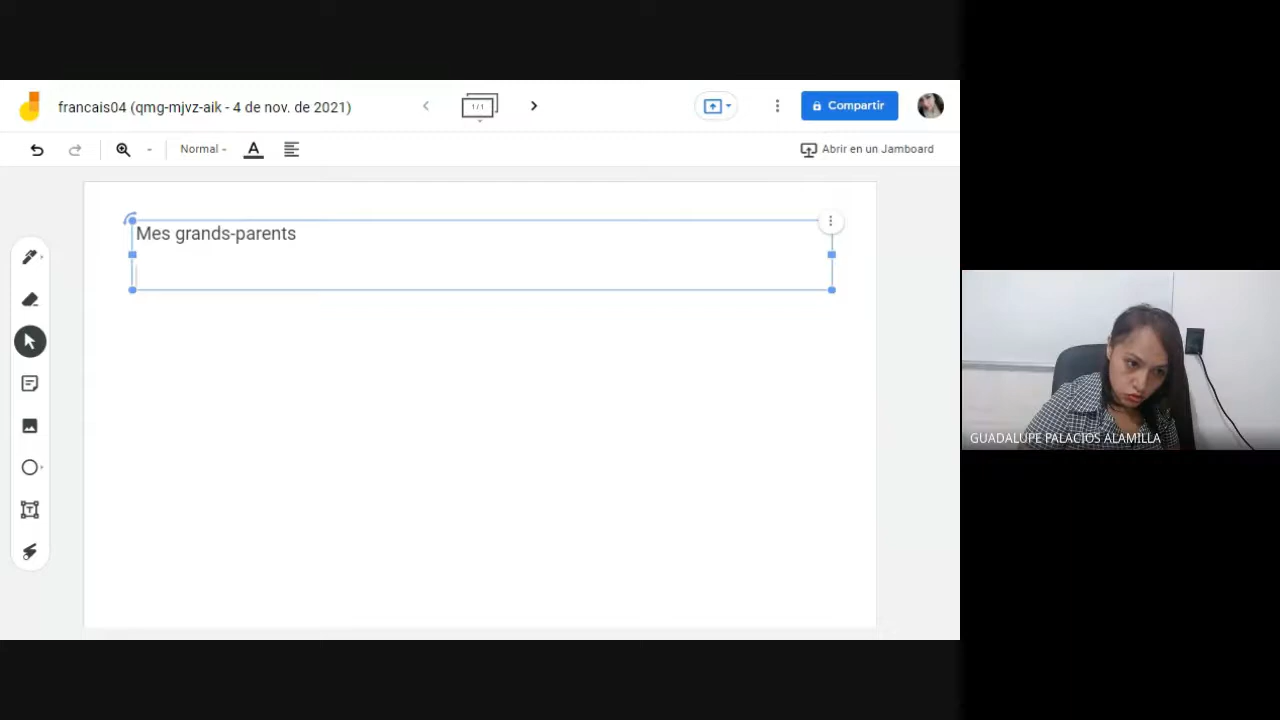 francais04 (qmg-mjvz-aik - 4 de nov. de 2021)
1/1
Compartir
Normal
A
Abrir en un Jamboard
Mes grands-parents
T
GUADALUPE PALACIOS ALAMILLA